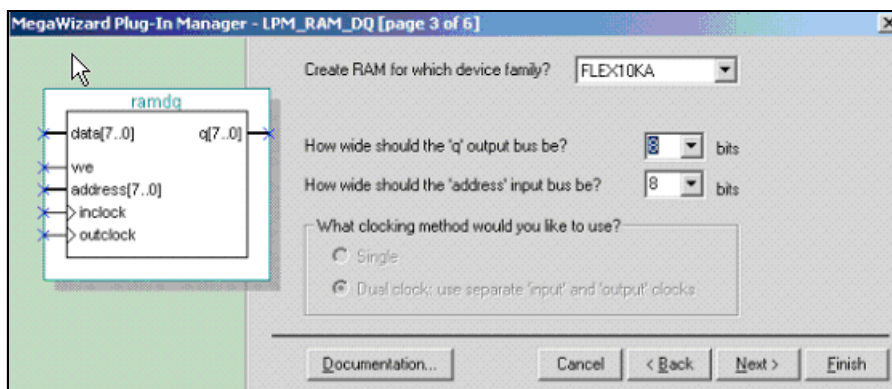 MegaWizard Plug-In Manager - LPM_RAM_DQ [page 3 of 6]
ramdq
data[7..0]
q[7..0]
we
address[7..0]
inclock
outclock
Create RAM for which device family?
FLEX10KA
How wide should the 'q' output bus be?
8
bits
How wide should the 'address' input bus be?
8
bits
What clocking method would you like to use?
Single
Dual clock: use separate 'input' and 'output' clocks
Documentation...
Cancel
< Back
Next >
Finish